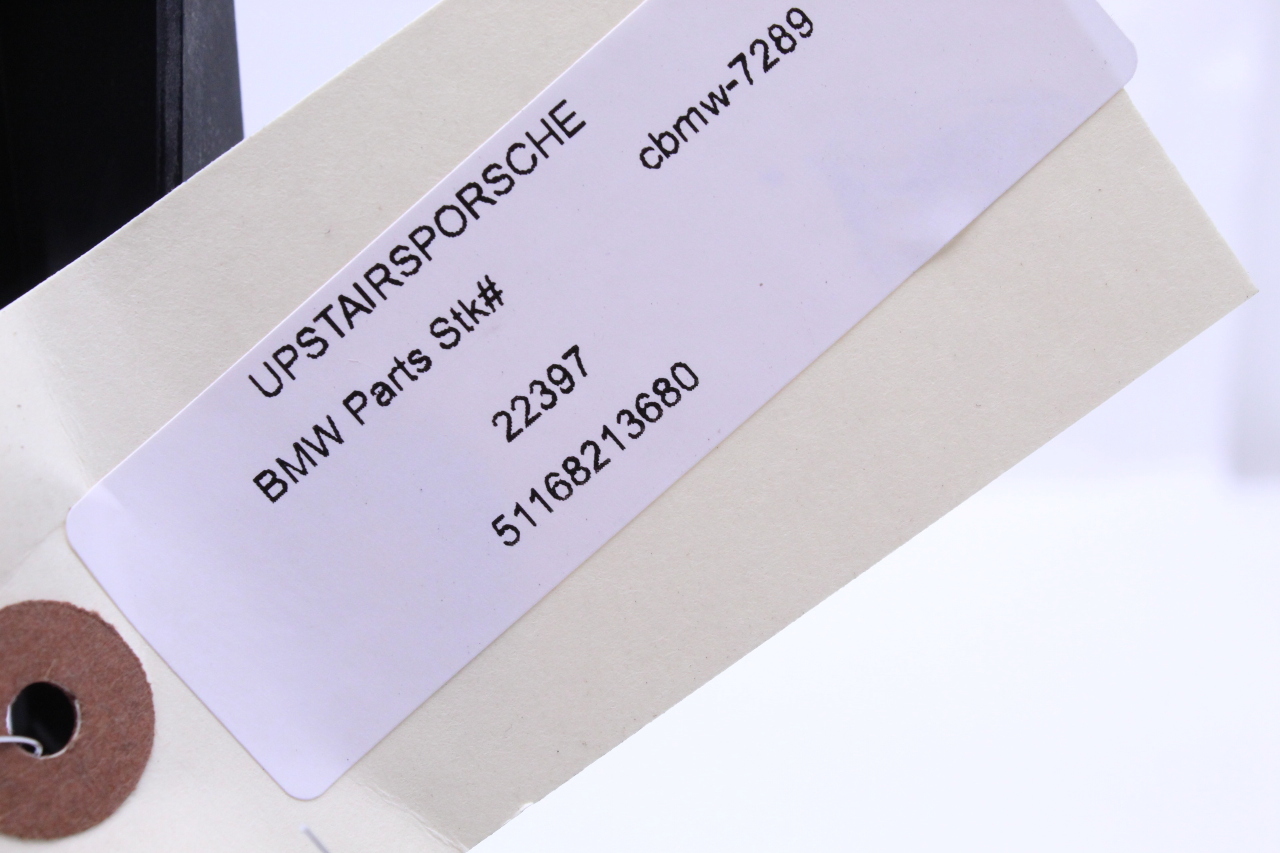 UPSTAIRSPORSCHE
cbmw-7289
BMW Parts Stk#
22397
51168213680